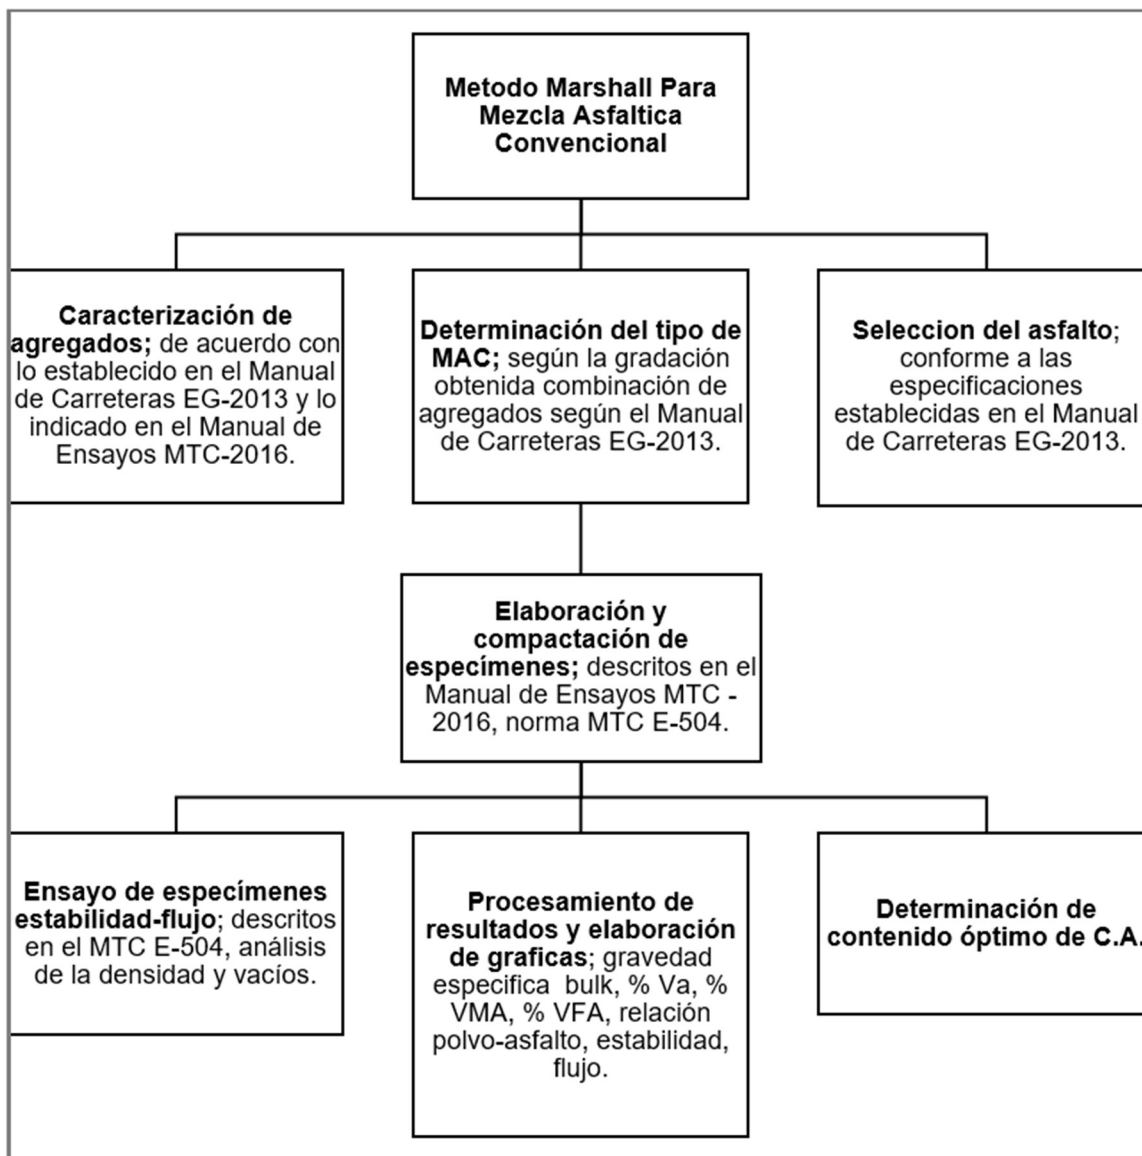 Metodo Marshall Para
Mezcla Asfaltica
Convencional
Caracterización de
agregados; de acuerdo con
lo establecido en el Manual
de Carreteras EG-2013 y lo
indicado en el Manual de
Ensayos MTC-2016.
Determinación del tipo de
MAC; según la gradación
obtenida combinación de
agregados según el Manual
de Carreteras EG-2013.
Seleccion del asfalto;
conforme a las
especificaciones
establecidas en el Manual
de Carreteras EG-2013.
Elaboración y
compactación de
especímenes; descritos en el
Manual de Ensayos MTC -
2016, norma MTC E-504.
Ensayo de especímenes
estabilidad-flujo; descritos
en el MTC E-504, análisis
de la densidad y vacíos.
Procesamiento de
resultados y elaboración
de graficas; gravedad
especifica  bulk, % Va, %
VMA, % VFA, relación
polvo-asfalto, estabilidad,
flujo.
Determinación de
contenido óptimo de C.A.